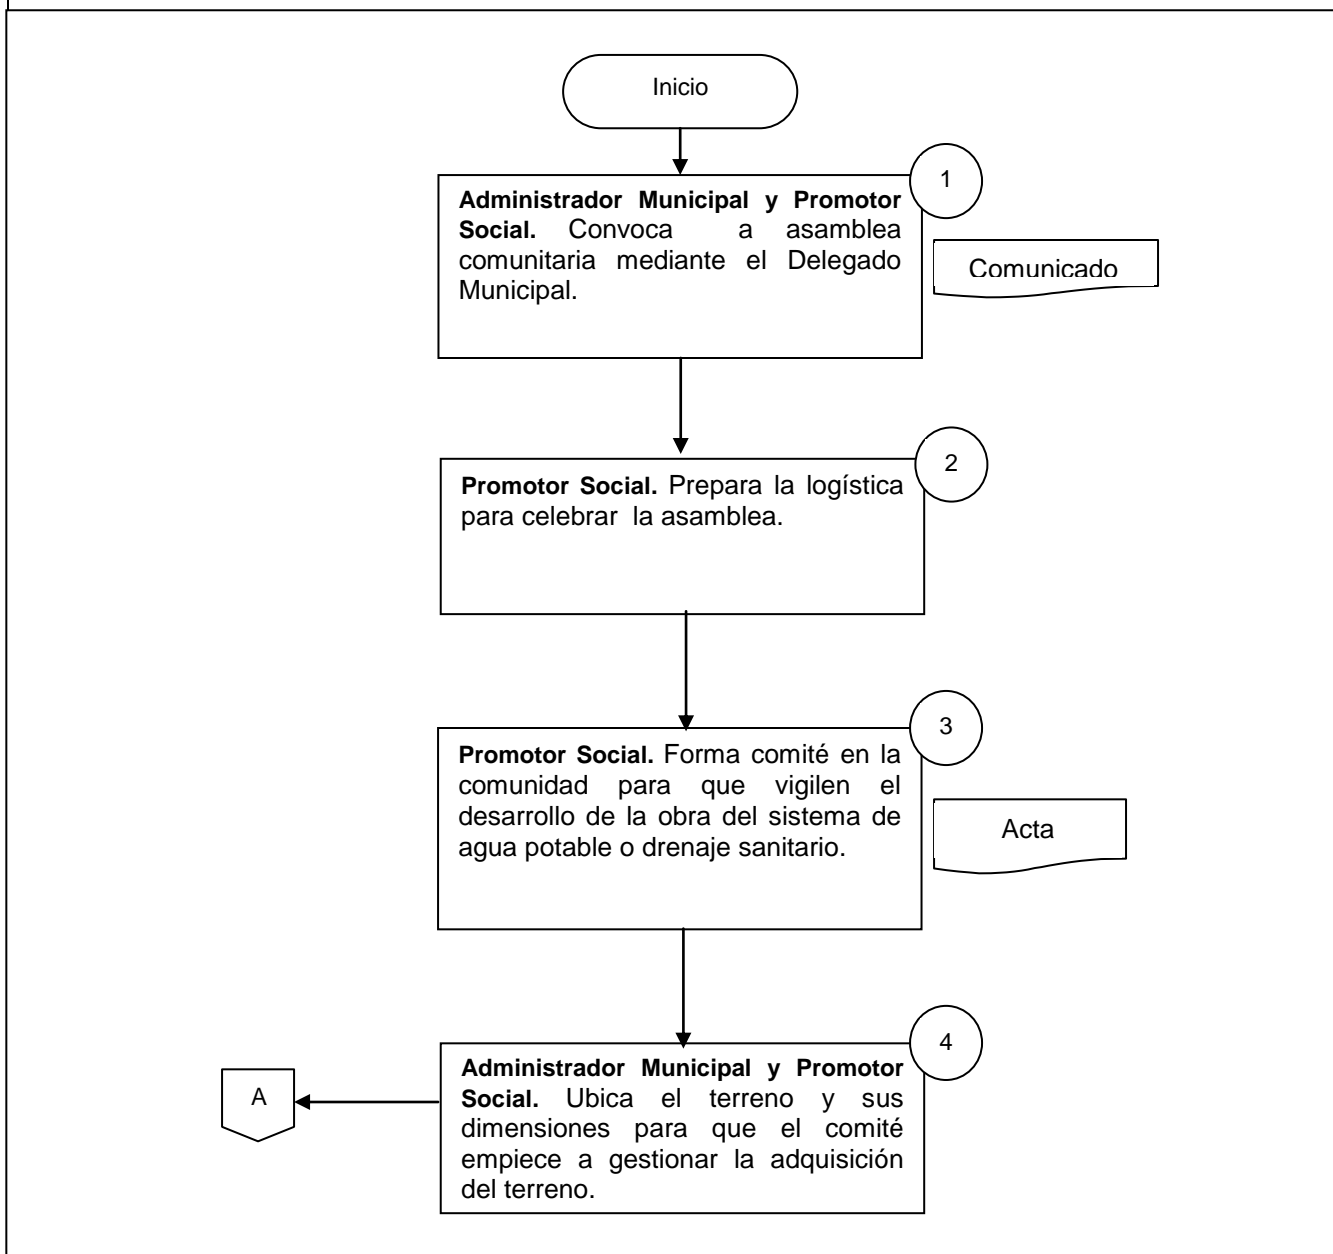 Inicio
1
Administrador Municipal y Promotor
Social. Convoca a asamblea
comunitaria mediante el Delegado
Municipal.
Comunicado
2
Promotor Social. Prepara la logística
para celebrar la asamblea.
3
Promotor Social. Forma comité en la
comunidad para que vigilen el
desarrollo de la obra del sistema de
agua potable o drenaje sanitario.
Acta
4
Administrador Municipal y Promotor
Social. Ubica el terreno y sus
dimensiones para que el comité
empiece a gestionar la adquisición
del terreno.
A